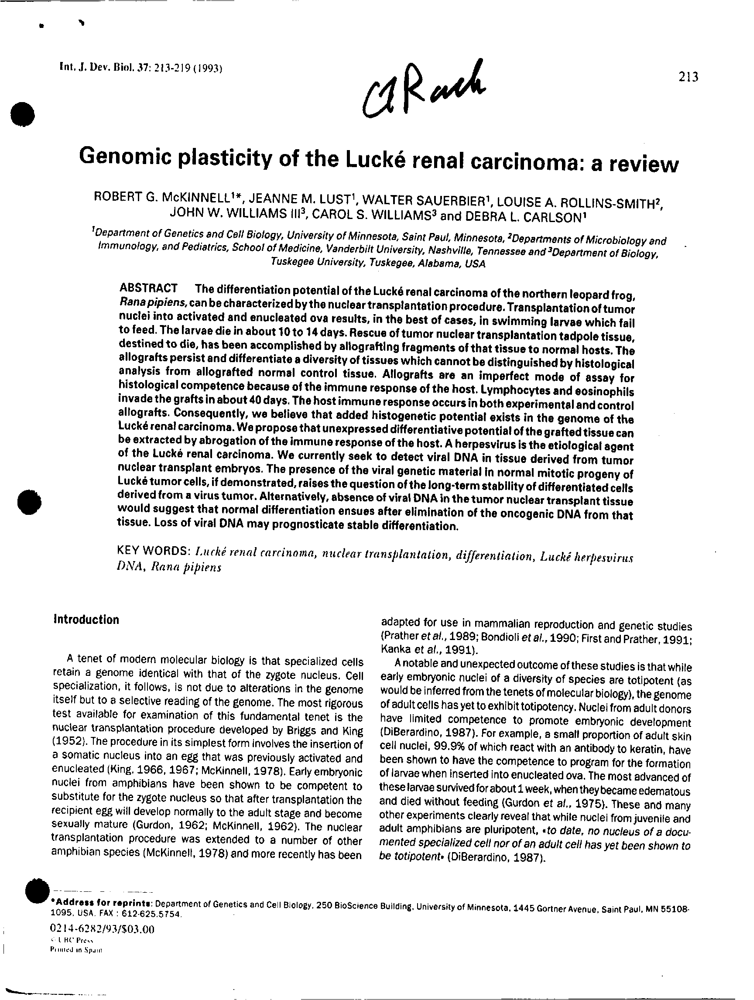 Int. J. Dev. Biol. 37: 213-219 (1993)
213
Genomic plasticity of the Lucké renal carcinoma: a review
ROBERT G. McKINNELL¹*, JEANNE M. LUST¹, WALTER SAUERBIER¹, LOUISE A. ROLLINS-SMITH²,
JOHN W. WILLIAMS III³, CAROL S. WILLIAMS³ and DEBRA L. CARLSON¹
¹Department of Genetics and Cell Biology, University of Minnesota, Saint Paul, Minnesota, ²Departments of Microbiology and
Immunology, and Pediatrics, School of Medicine, Vanderbilt University, Nashville, Tennessee and ³Department of Biology,
Tuskegee University, Tuskegee, Alabama, USA
ABSTRACT The differentiation potential of the Lucké renal carcinoma of the northern leopard frog,
Rana pipiens, can be characterized by the nuclear transplantation procedure. Transplantation of tumor
nuclei into activated and enucleated ova results, in the best of cases, in swimming larvae which fail
to feed. The larvae die in about 10 to 14 days. Rescue of tumor nuclear transplantation tadpole tissue,
destined to die, has been accomplished by allografting fragments of that tissue to normal hosts. The
allografts persist and differentiate a diversity of tissues which cannot be distinguished by histological
analysis from allografted normal control tissue. Allografts are an imperfect mode of assay for
histological competence because of the immune response of the host. Lymphocytes and eosinophils
invade the grafts in about 40 days. The host immune response occurs in both experimental and control
allografts. Consequently, we believe that added histogenetic potential exists in the genome of the
Lucké renal carcinoma. We propose that unexpressed differentiative potential of the grafted tissue can
be extracted by abrogation of the immune response of the host. A herpesvirus is the etiological agent
of the Lucké renal carcinoma. We currently seek to detect viral DNA in tissue derived from tumor
nuclear transplant embryos. The presence of the viral genetic material in normal mitotic progeny of
Lucké tumor cells, if demonstrated, raises the question of the long-term stability of differentiated cells
derived from a virus tumor. Alternatively, absence of viral DNA in the tumor nuclear transplant tissue
would suggest that normal differentiation ensues after elimination of the oncogenic DNA from that
tissue. Loss of viral DNA may prognosticate stable differentiation.
KEY WORDS: Lucké renal carcinoma, nuclear transplantation, differentiation, Lucké herpesvirus
DNA, Rana pipiens
Introduction
A tenet of modern molecular biology is that specialized cells
retain a genome identical with that of the zygote nucleus. Cell
specialization, it follows, is not due to alterations in the genome
itself but to a selective reading of the genome. The most rigorous
test available for examination of this fundamental tenet is the
nuclear transplantation procedure developed by Briggs and King
(1952). The procedure in its simplest form involves the insertion of
a somatic nucleus into an egg that was previously activated and
enucleated (King, 1966, 1967; McKinnell, 1978). Early embryonic
nuclei from amphibians have been shown to be competent to
substitute for the zygote nucleus so that after transplantation the
recipient egg will develop normally to the adult stage and become
sexually mature (Gurdon, 1962; McKinnell, 1962). The nuclear
transplantation procedure was extended to a number of other
amphibian species (McKinnell, 1978) and more recently has been
adapted for use in mammalian reproduction and genetic studies
(Prather et al., 1989; Bondioli et al., 1990; First and Prather, 1991;
Kanka et al., 1991).
A notable and unexpected outcome of these studies is that while
early embryonic nuclei of a diversity of species are totipotent (as
would be inferred from the tenets of molecular biology), the genome
of adult cells has yet to exhibit totipotency. Nuclei from adult donors
have limited competence to promote embryonic development
(DiBerardino, 1987). For example, a small proportion of adult skin
cell nuclei, 99.9% of which react with an antibody to keratin, have
been shown to have the competence to program for the formation
of larvae when inserted into enucleated ova. The most advanced of
these larvae survived for about 1 week, when they became edematous
and died without feeding (Gurdon et al., 1975). These and many
other experiments clearly reveal that while nuclei from juvenile and
adult amphibians are pluripotent, «to date, no nucleus of a docu-
mented specialized cell nor of an adult cell has yet been shown to
be totipotent» (DiBerardino, 1987).
*Address for reprints: Department of Genetics and Cell Biology. 250 BioScience Building, University of Minnesota, 1445 Gortner Avenue, Saint Paul, MN 55108-
1095. USA. FAX : 612-625.5754.
0214-6282/93/$03.00
© UBC Press
Printed in Spain